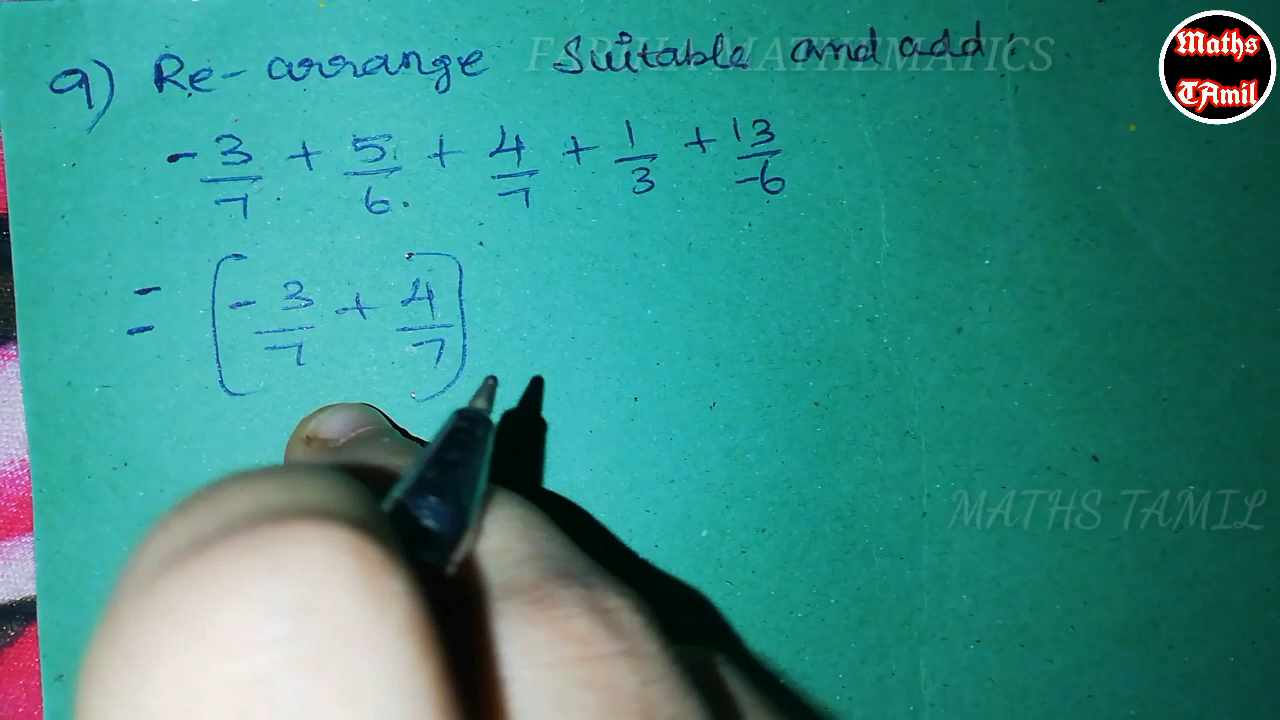 9) Re-arrange Suitable and add:
-3/7 + 5/6 + 4/7 + 1/3 + 13/-6
= (-3/7 + 4/7)
Maths
TAmil
MATHS TAMIL